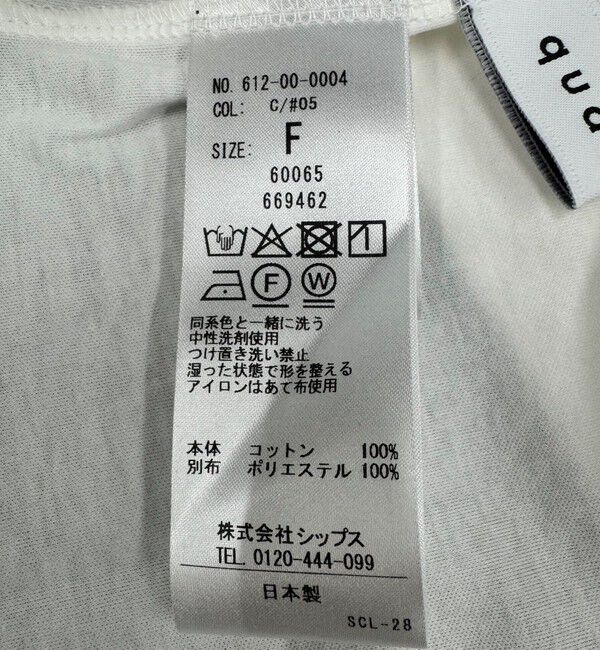 NO. 612-00-0004
COL: C/#05
SIZE: F
60065
669462
F W
同系色と一緒に洗う
中性洗剤使用
つけ置き洗い禁止
湿った状態で形を整える
アイロンはあて布使用
本体 コットン 100%
別布 ポリエステル 100%
株式会社シップス
TEL. 0120-444-099
日本製
SCL-28
qua